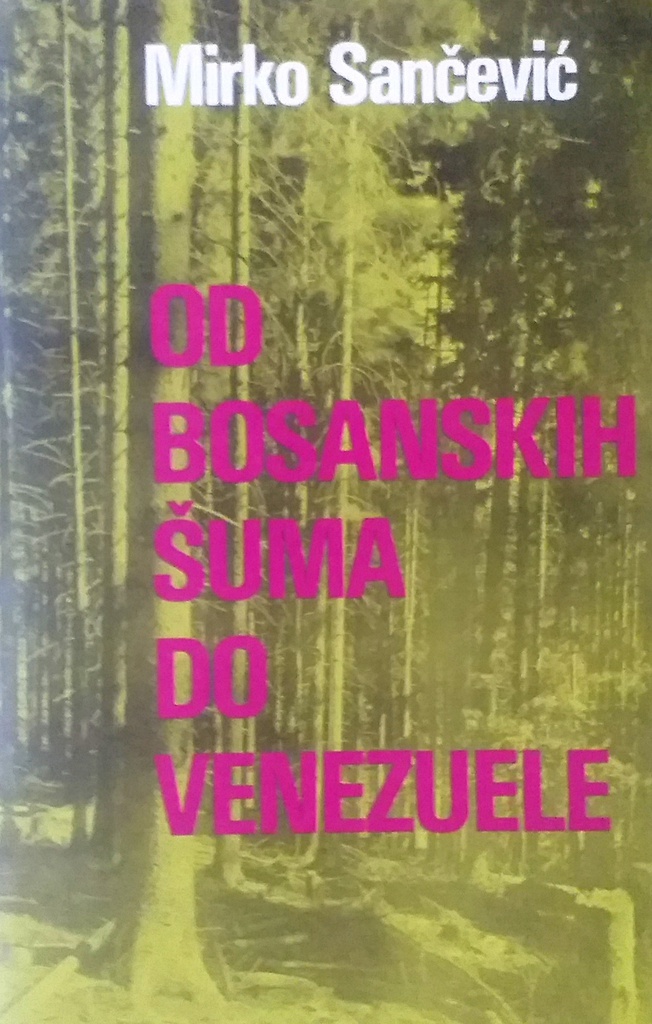 Mirko Sančević
OD
BOSANSKIH
ŠUMA
DO
VENEZUELE